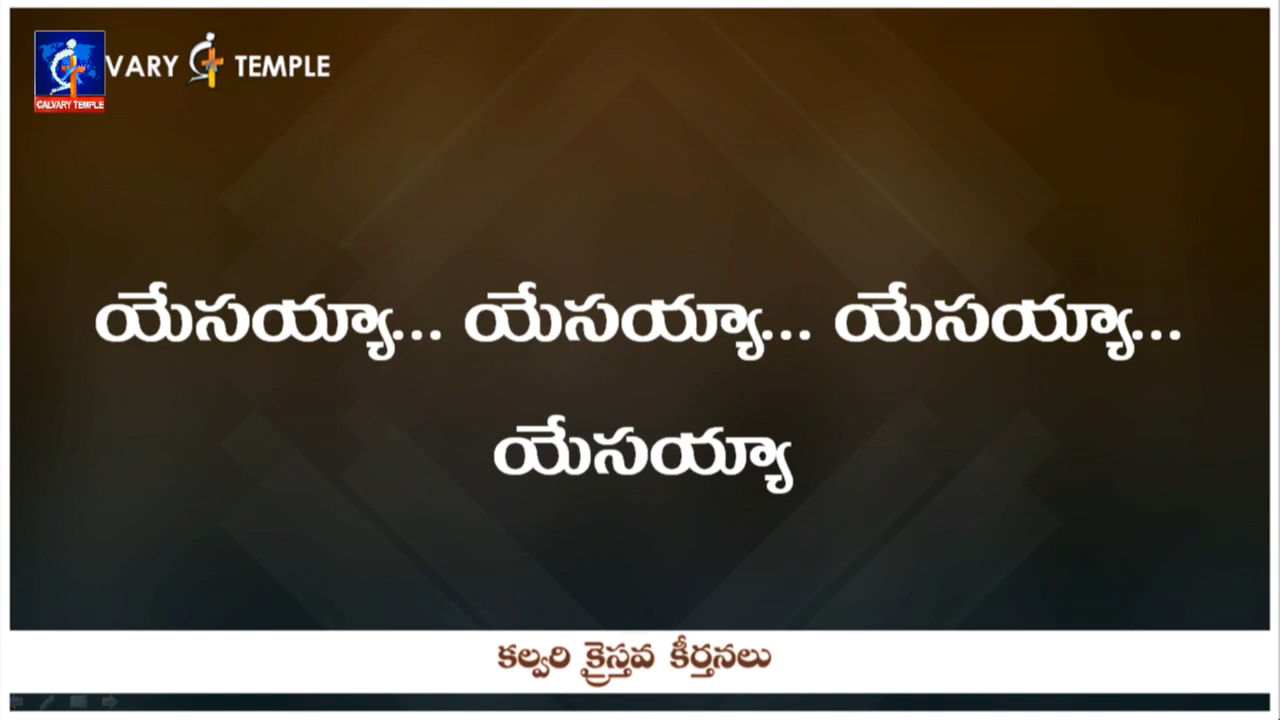 VARY TEMPLE
CALVARY TEMPLE
యేసయ్యా... యేసయ్యా... యేసయ్యా...
యేసయ్యా
కల్వరి క్రైస్తవ కీర్తనలు